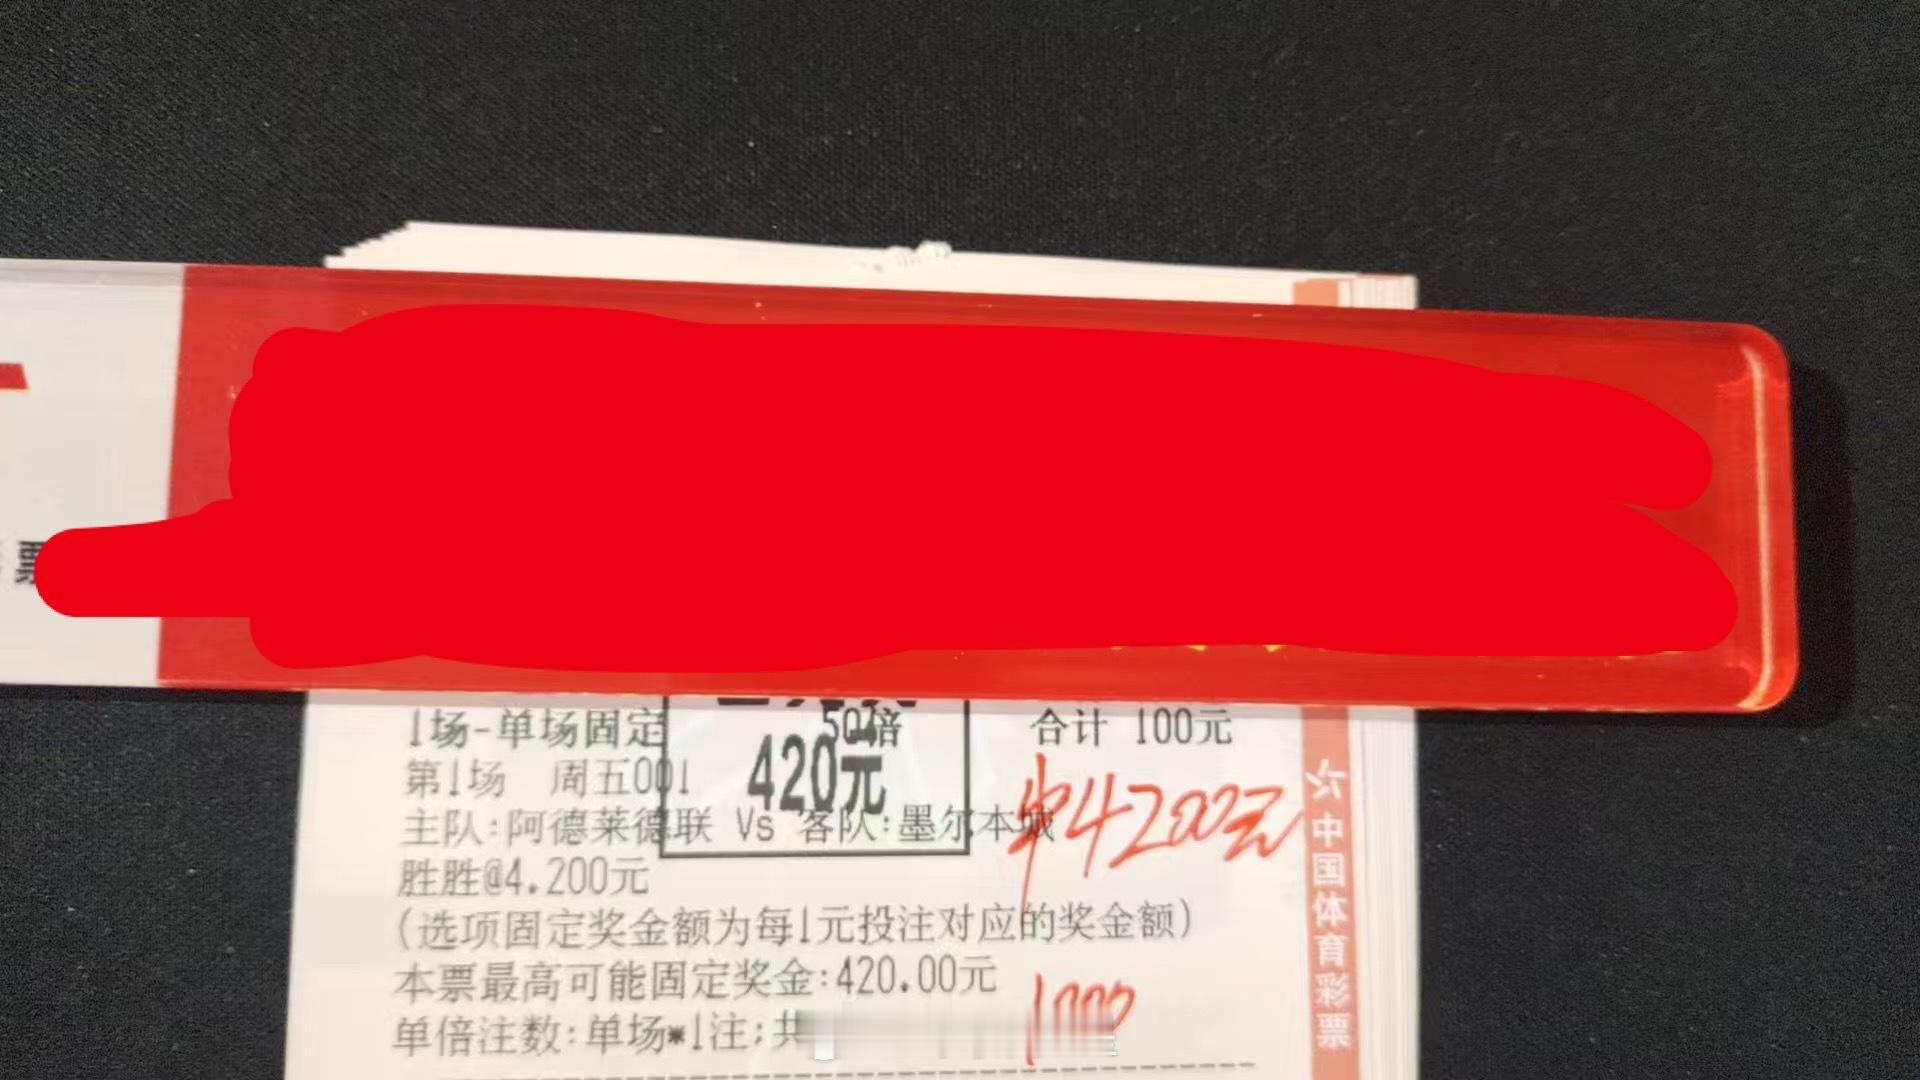 票
1场-单场固定 50倍 合计 100元
420元
第1场 周五001
主队:阿德莱德联 Vs 客队:墨尔本城
中4200元
胜胜@4.200元
(选项固定奖金额为每1元投注对应的奖金额)
本票最高可能固定奖金:420.00元
1000
单倍注数:单场*1注;共
中国体育彩票